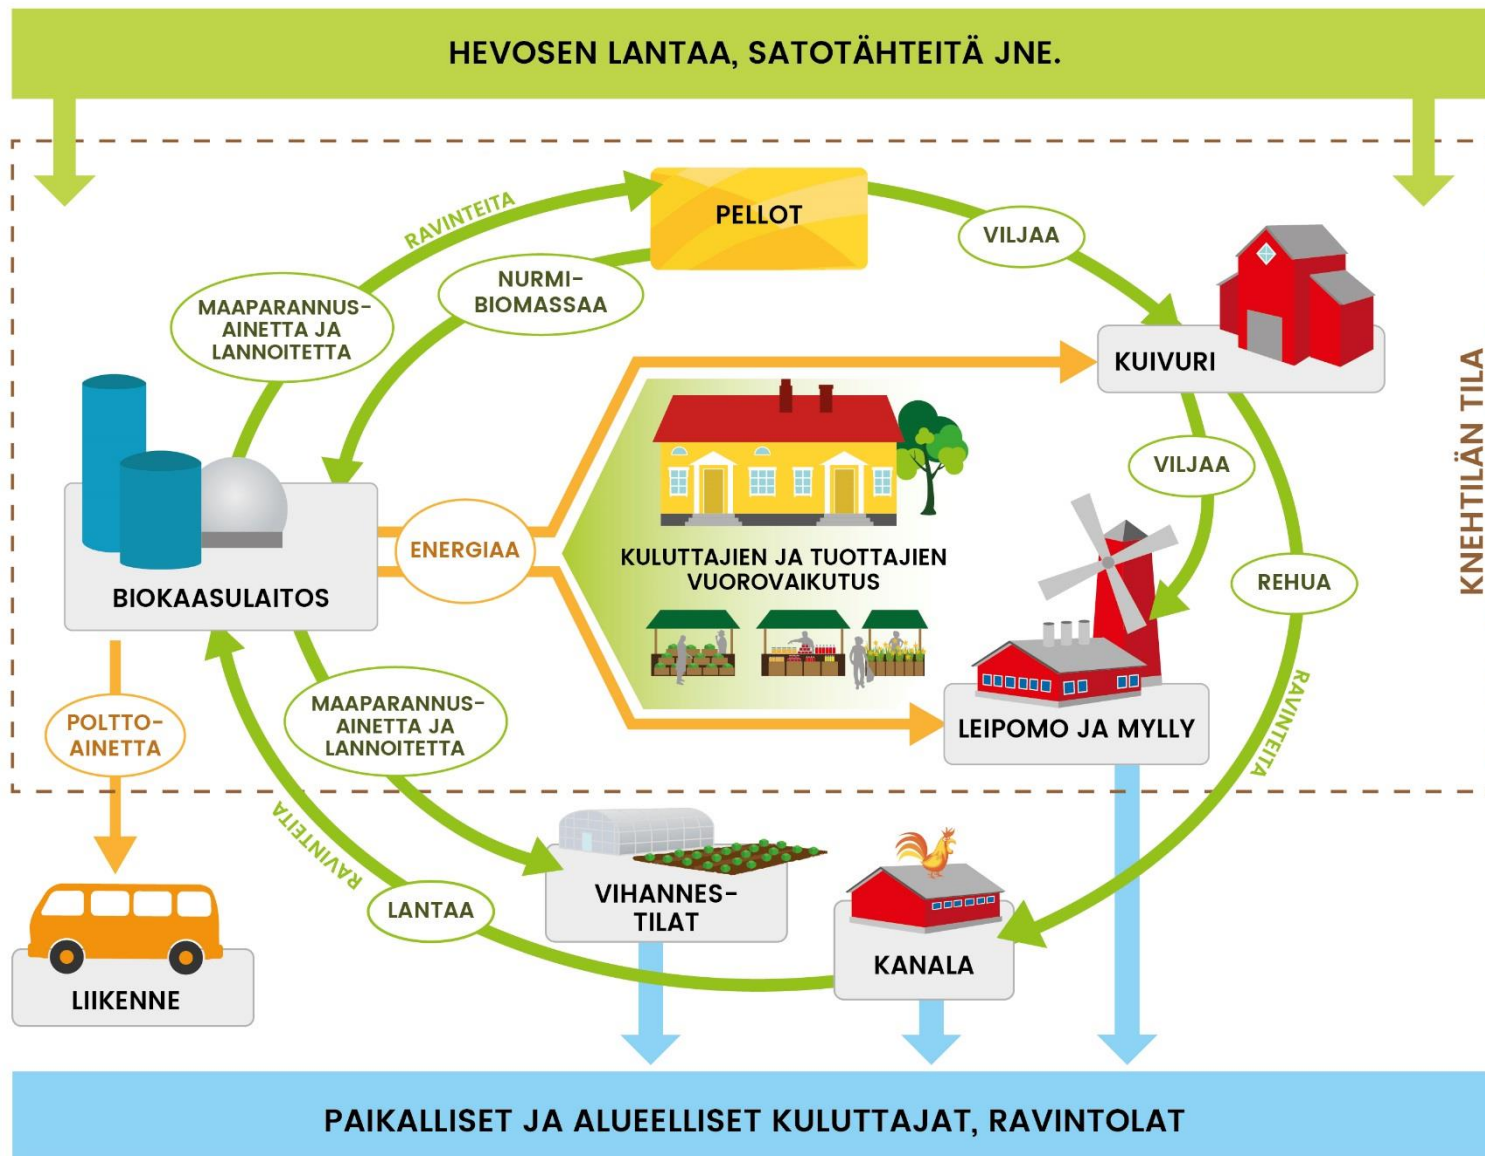 HEVOSEN LANTAA, SATOTÄHTEITÄ JNE.
RAVINTEITA
PELLOT
VILJAA
NURMI-
BIOMASSAA
MAAPARANNUS-
AINETTA JA
LANNOITETTA
KUIVURI
KNEHTILÄN TILA
VILJAA
ENERGIAA
KULUTTAJIEN JA TUOTTAJIEN
VUOROVAIKUTUS
REHUA
BIOKAASULAITOS
POLTTO-
AINETTA
MAAPARANNUS-
AINETTA JA
LANNOITETTA
LEIPOMO JA MYLLY
RAVINTEITA
RAVINTEITA
LANTAA
VIHANNES-
TILAT
KANALA
LIIKENNE
PAIKALLISET JA ALUEELLISET KULUTTAJAT, RAVINTOLAT